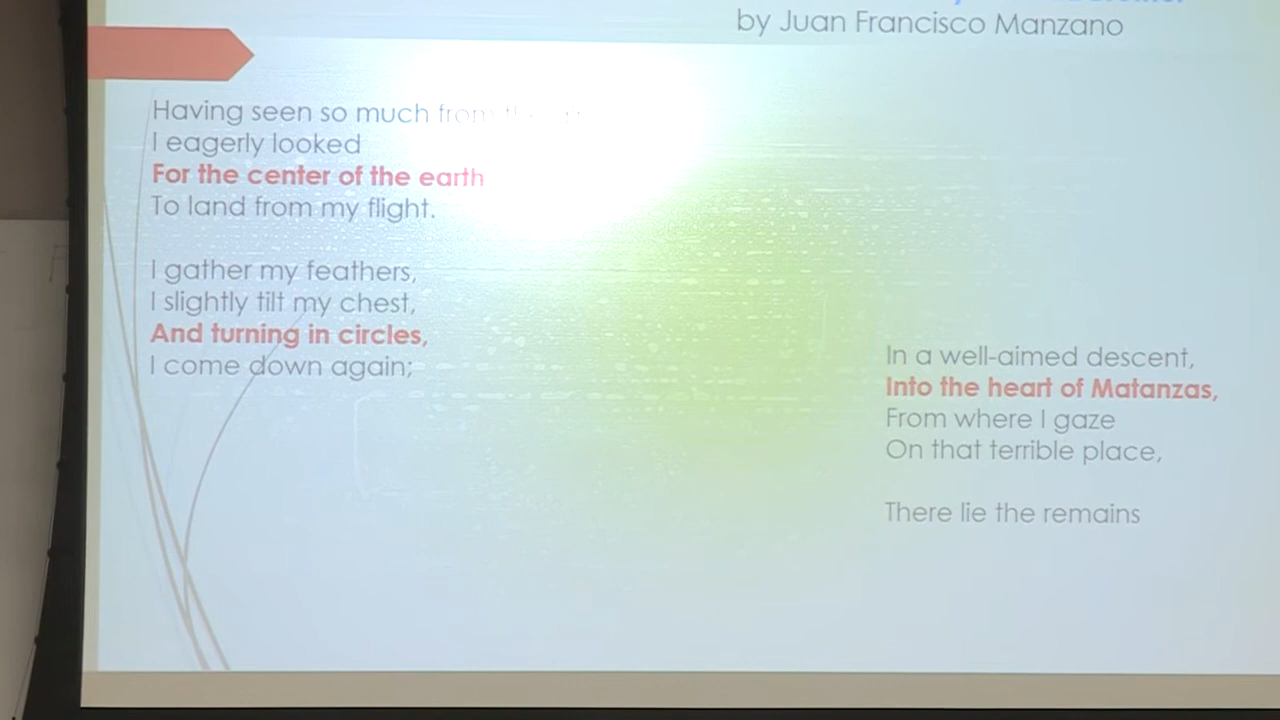 by Juan Francisco Manzano
Having seen so much from
I eagerly looked
For the center of the earth
To land from my flight.
I gather my feathers,
I slightly tilt my chest,
And turning in circles,
I come down again;
In a well-aimed descent,
Into the heart of Matanzas,
From where I gaze
On that terrible place,
There lie the remains